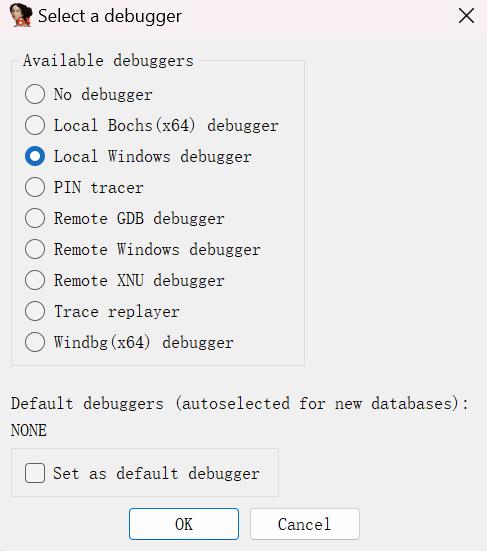 Select a debugger
Available debuggers
No debugger
Local Bochs(x64) debugger
Local Windows debugger
PIN tracer
Remote GDB debugger
Remote Windows debugger
Remote XNU debugger
Trace replayer
Windbg(x64) debugger
Default debuggers (autoselected for new databases):
NONE
Set as default debugger
OK Cancel